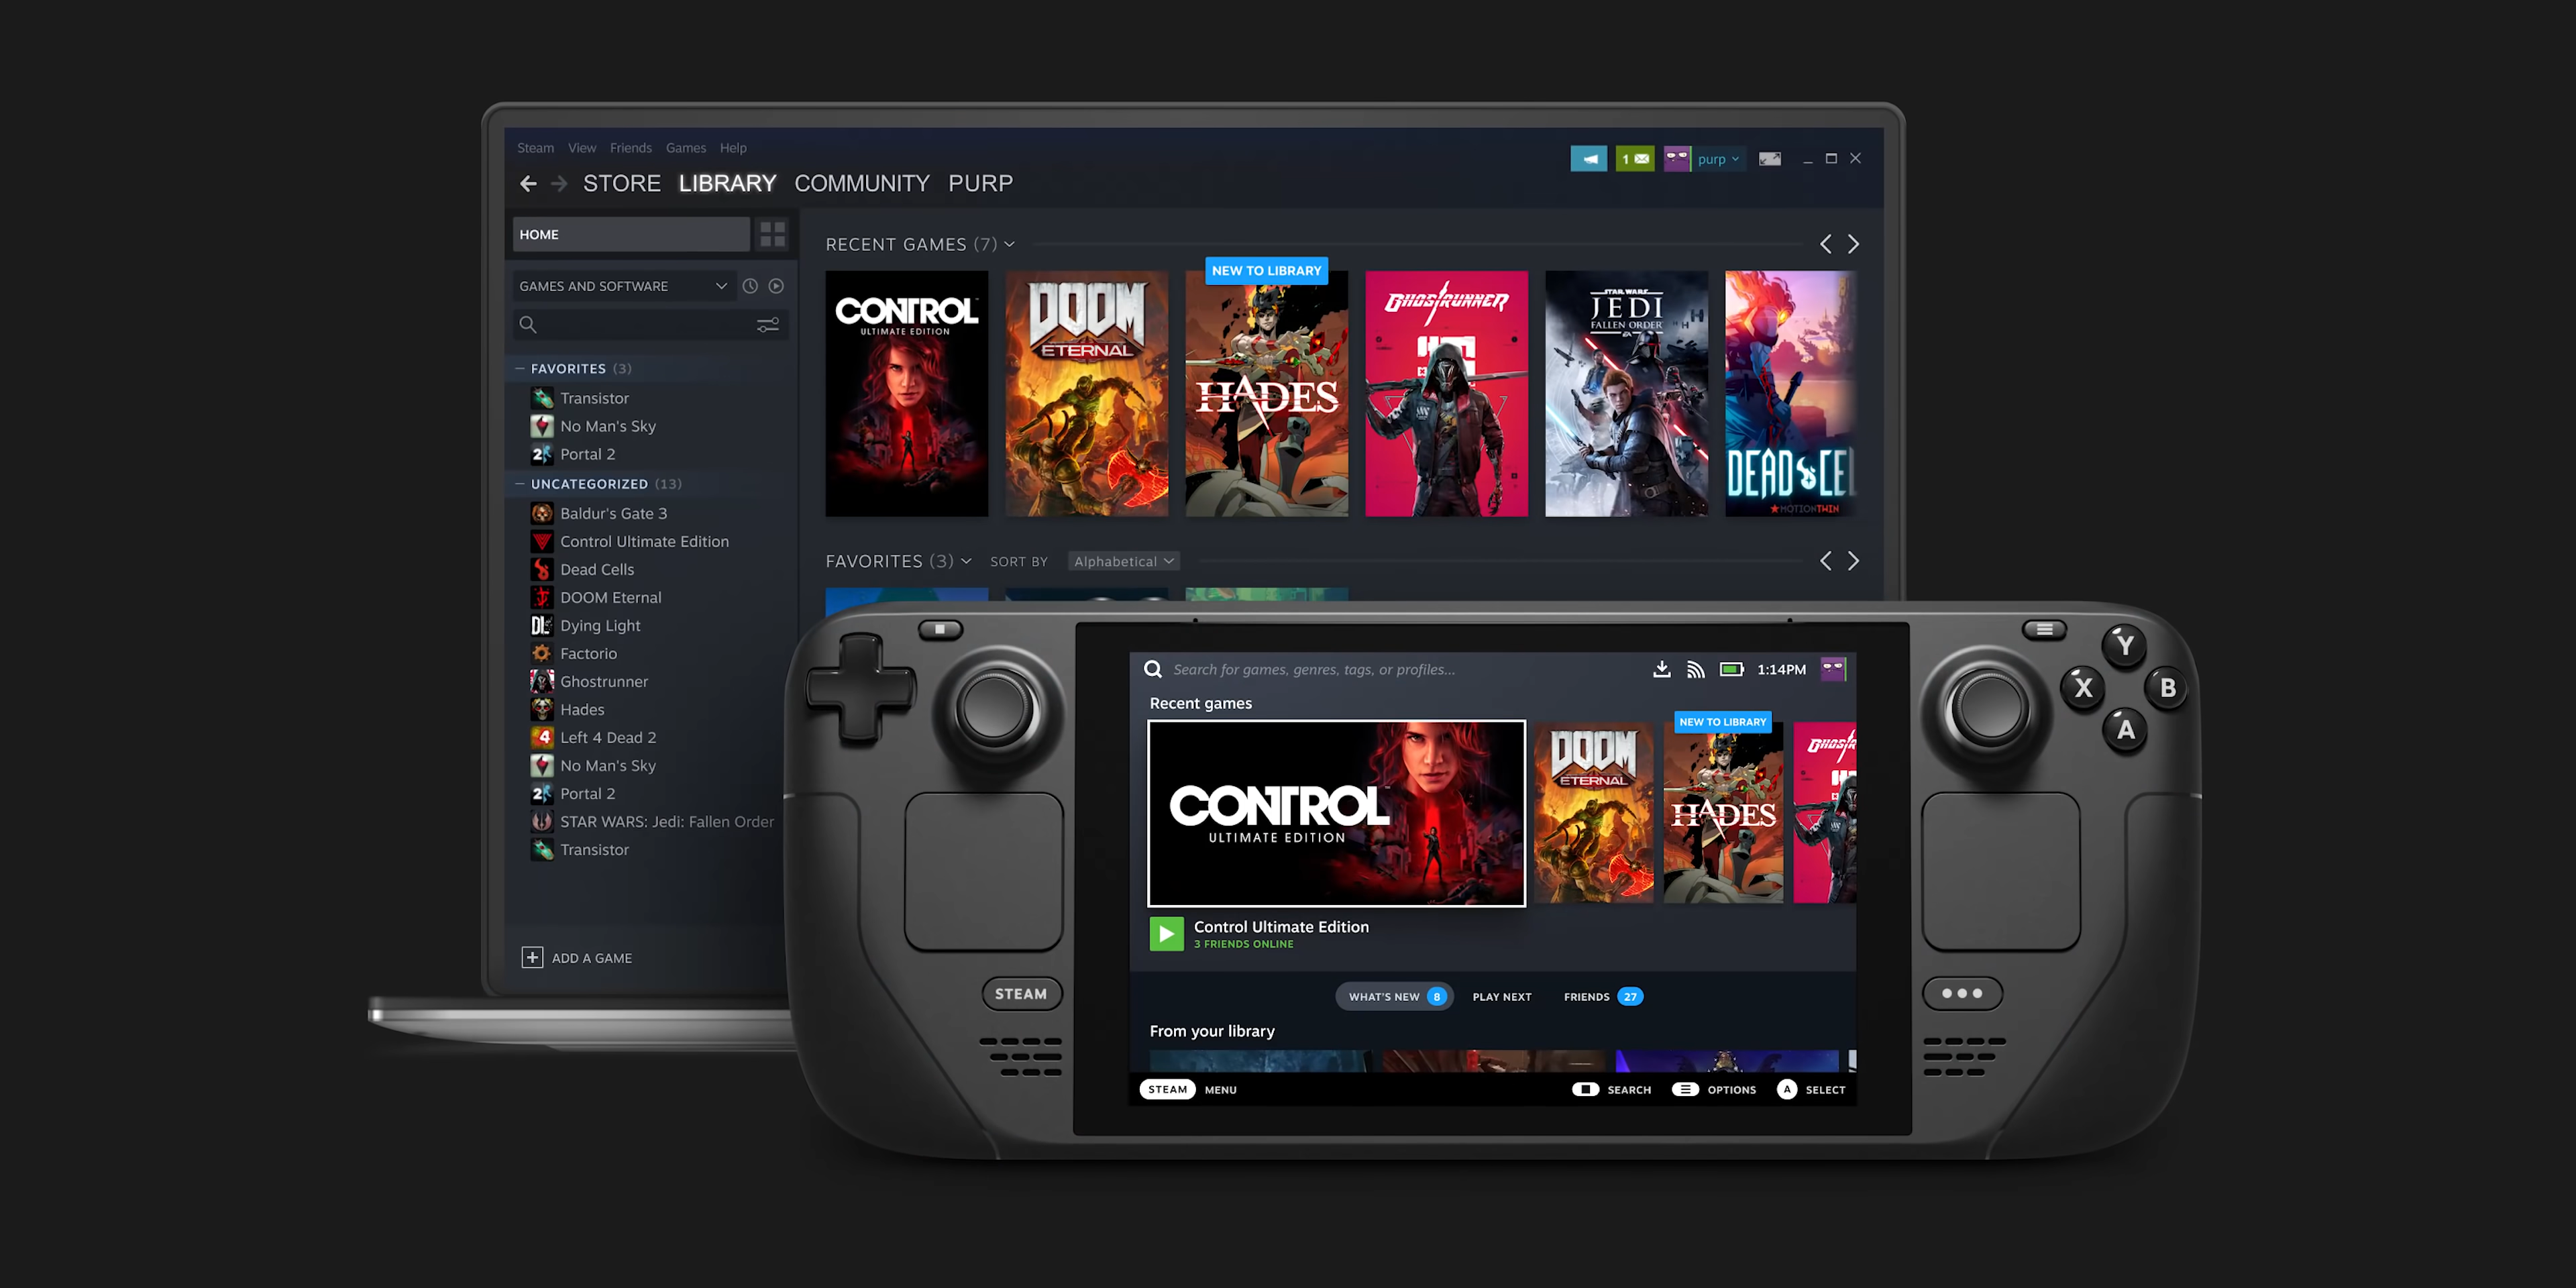 Steam View Friends Games Help
1 purp
STORE LIBRARY COMMUNITY PURP
HOME
GAMES AND SOFTWARE
FAVORITES (3)
Transistor
No Man's Sky
Portal 2
UNCATEGORIZED (13)
Baldur's Gate 3
Control Ultimate Edition
Dead Cells
DOOM Eternal
Dying Light
Factorio
Ghostrunner
Hades
Left 4 Dead 2
No Man's Sky
Portal 2
STAR WARS: Jedi: Fallen Order
Transistor
ADD A GAME
RECENT GAMES (7)
NEW TO LIBRARY
CONTROL
ULTIMATE EDITION
DOOM
ETERNAL
HADES
GHOSTRUNNER
STAR WARS
JEDI
FALLEN ORDER
DEAD CEL
MOTIONTWIN
FAVORITES (3) SORT BY Alphabetical
Y
X B
A
STEAM
Search for games, genres, tags, or profiles... 1:14PM
Recent games
NEW TO LIBRARY
CONTROL
ULTIMATE EDITION
DOOM
ETERNAL
HADES
GHOSTR
Control Ultimate Edition
3 FRIENDS ONLINE
WHAT'S NEW 8 PLAY NEXT FRIENDS 27
From your library
STEAM MENU SEARCH OPTIONS A SELECT